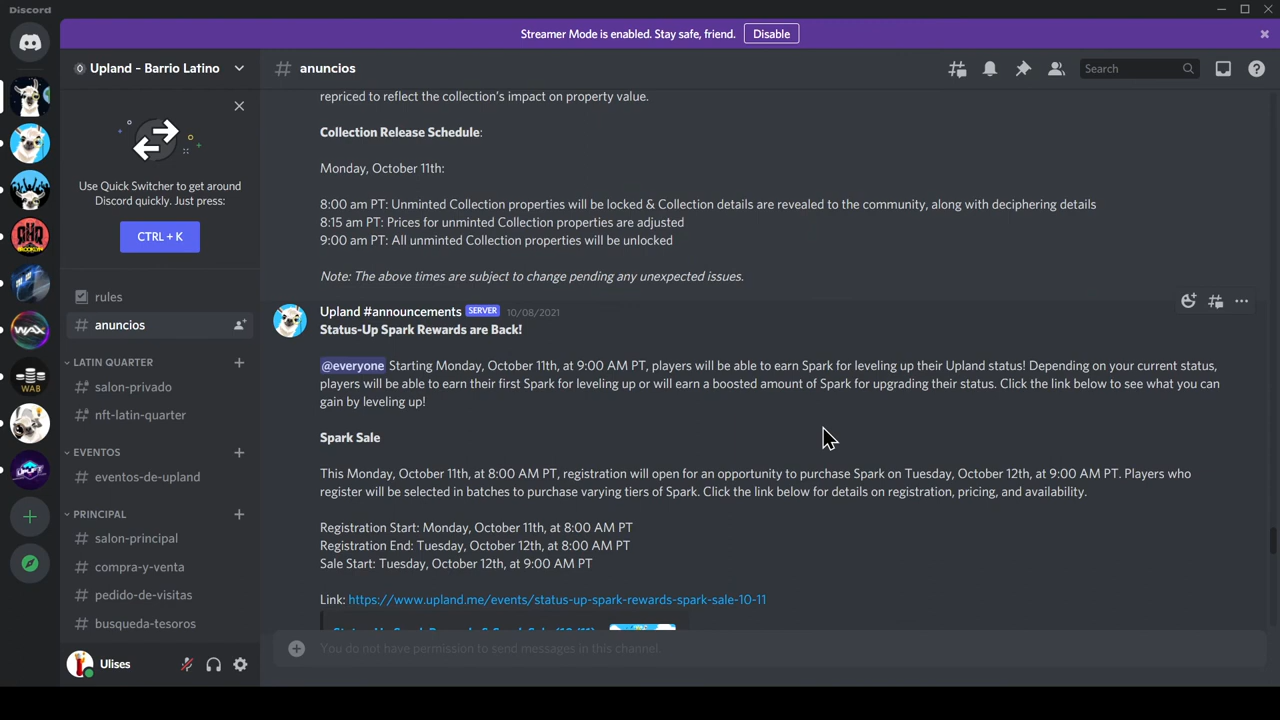 Discord
Streamer Mode is enabled. Stay safe, friend.
Disable
Upland - Barrio Latino
anuncios
Search
Use Quick Switcher to get around
Discord quickly. Just press:
CTRL + K
rules
anuncios
LATIN QUARTER
salon-privado
nft-latin-quarter
EVENTOS
eventos-de-upland
PRINCIPAL
salon-principal
compra-y-venta
pedido-de-visitas
busqueda-tesoros
Ulises
repriced to reflect the collection's impact on property value.
Collection Release Schedule:
Monday, October 11th:
8:00 am PT: Unminted Collection properties will be locked & Collection details are revealed to the community, along with deciphering details
8:15 am PT: Prices for unminted Collection properties are adjusted
9:00 am PT: All unminted Collection properties will be unlocked
Note: The above times are subject to change pending any unexpected issues.
Upland #announcements SERVER 10/08/2021
Status-Up Spark Rewards are Back!
@everyone Starting Monday, October 11th, at 9:00 AM PT, players will be able to earn Spark for leveling up their Upland status! Depending on your current status,
players will be able to earn their first Spark for leveling up or will earn a boosted amount of Spark for upgrading their status. Click the link below to see what you can
gain by leveling up!
Spark Sale
This Monday, October 11th, at 8:00 AM PT, registration will open for an opportunity to purchase Spark on Tuesday, October 12th, at 9:00 AM PT. Players who
register will be selected in batches to purchase varying tiers of Spark. Click the link below for details on registration, pricing, and availability.
Registration Start: Monday, October 11th, at 8:00 AM PT
Registration End: Tuesday, October 12th, at 8:00 AM PT
Sale Start: Tuesday, October 12th, at 9:00 AM PT
Link: https://www.upland.me/events/status-up-spark-rewards-spark-sale-10-11
You do not have permission to send messages in this channel.
WAX
WAB